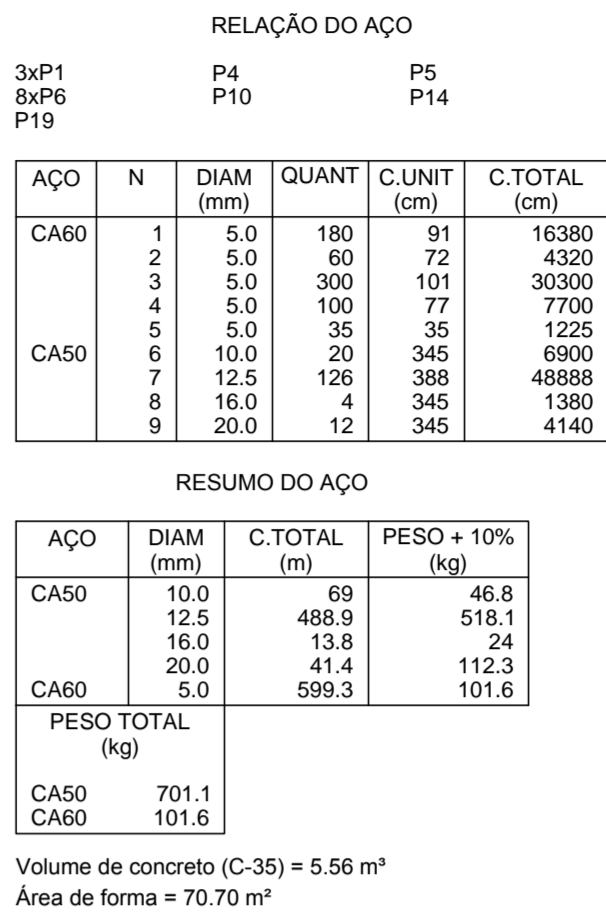 RELAÇÃO DO AÇO
3xP1 P4 P5
8xP6 P10 P14
P19
AÇO N DIAM QUANT C.UNIT C.TOTAL
(mm) (cm) (cm)
CA60 1 5.0 180 91 16380
2 5.0 60 72 4320
3 5.0 300 101 30300
4 5.0 100 77 7700
5 5.0 35 35 1225
CA50 6 10.0 20 345 6900
7 12.5 126 388 48888
8 16.0 4 345 1380
9 20.0 12 345 4140
RESUMO DO AÇO
AÇO DIAM C.TOTAL PESO + 10%
(mm) (m) (kg)
CA50 10.0 69 46.8
12.5 488.9 518.1
16.0 13.8 24
20.0 41.4 112.3
CA60 5.0 599.3 101.6
PESO TOTAL
(kg)
CA50 701.1
CA60 101.6
Volume de concreto (C-35) = 5.56 m³
Área de forma = 70.70 m²